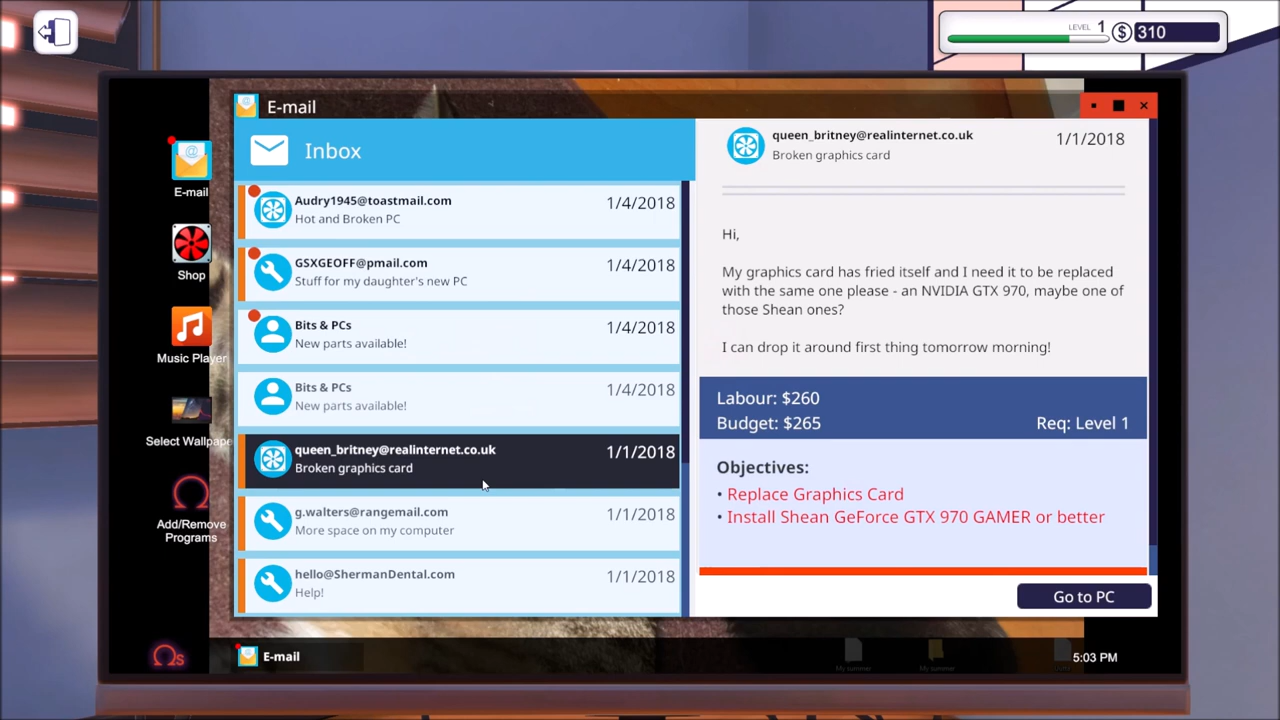 LEVEL 1
$ 310
E-mail
Inbox
Audry1945@toastmail.com
Hot and Broken PC
1/4/2018
GSXGEOFF@pmail.com
Stuff for my daughter's new PC
1/4/2018
Bits & PCs
New parts available!
1/4/2018
Bits & PCs
New parts available!
1/4/2018
queen_britney@realinternet.co.uk
Broken graphics card
1/1/2018
g.walters@rangemail.com
More space on my computer
1/1/2018
hello@ShermanDental.com
Help!
1/1/2018
queen_britney@realinternet.co.uk
Broken graphics card
1/1/2018
Hi,
My graphics card has fried itself and I need it to be replaced
with the same one please - an NVIDIA GTX 970, maybe one of
those Shean ones?
I can drop it around first thing tomorrow morning!
Labour: $260
Budget: $265
Req: Level 1
Objectives:
• Replace Graphics Card
• Install Shean GeForce GTX 970 GAMER or better
Go to PC
E-mail
Shop
Music Player
Select Wallpape
Add/Remove
Programs
Ωs
E-mail
My summer
My summer
5:03 PM